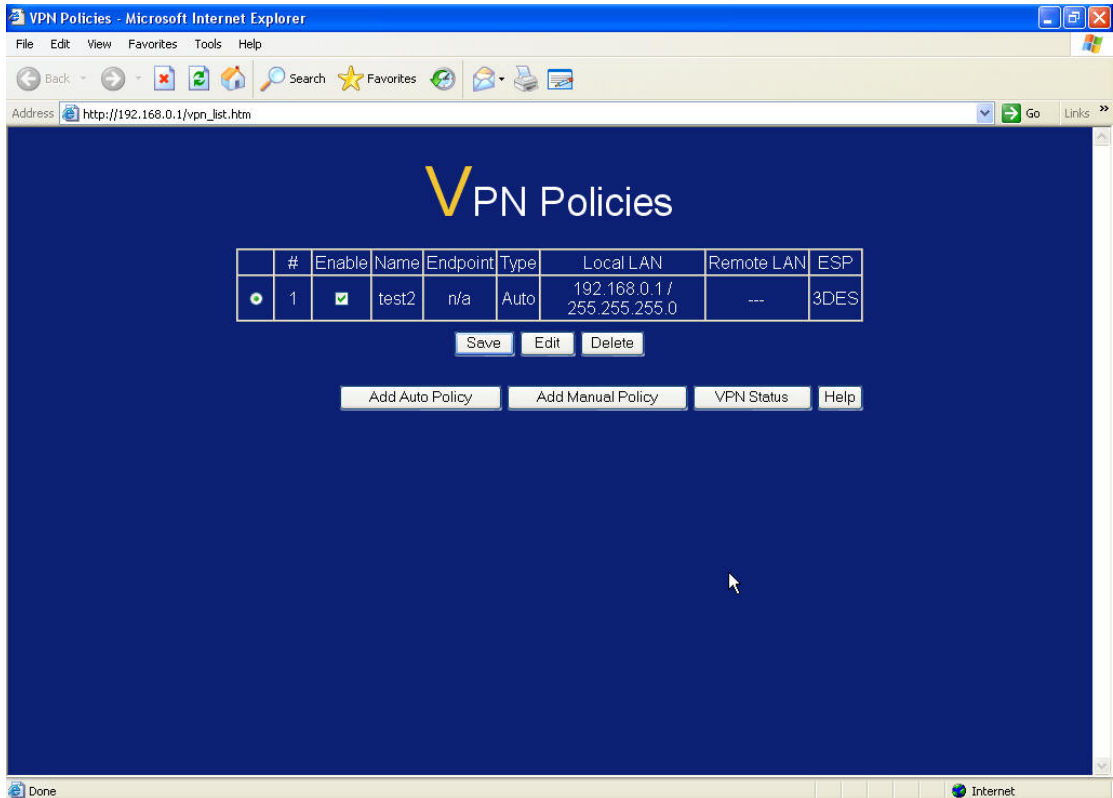 VPN Policies - Microsoft Internet Explorer
File Edit View Favorites Tools Help
Back Search Favorites
Address http://192.168.0.1/vpn_list.htm Go Links »
VPN Policies
# Enable Name Endpoint Type Local LAN Remote LAN ESP
1 test2 n/a Auto 192.168.0.1 / 255.255.255.0 --- 3DES
Save Edit Delete
Add Auto Policy Add Manual Policy VPN Status Help
Done Internet